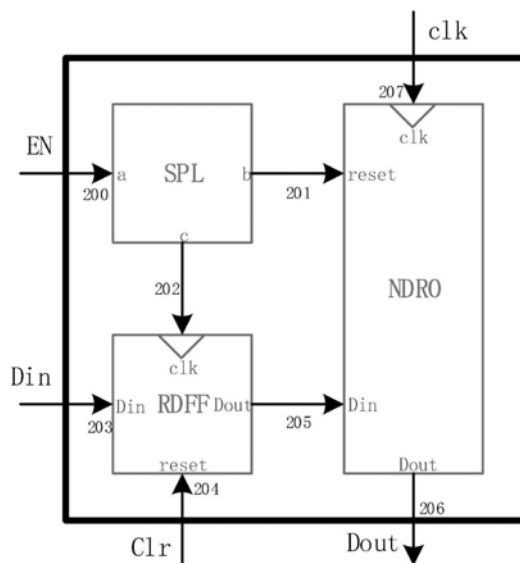 clk
207
clk
EN
200
a
SPL
b
201
reset
c
202
NDRO
clk
Din
203
Din
RDFF
Dout
205
Din
reset
204
Dout
206
Clr
Dout